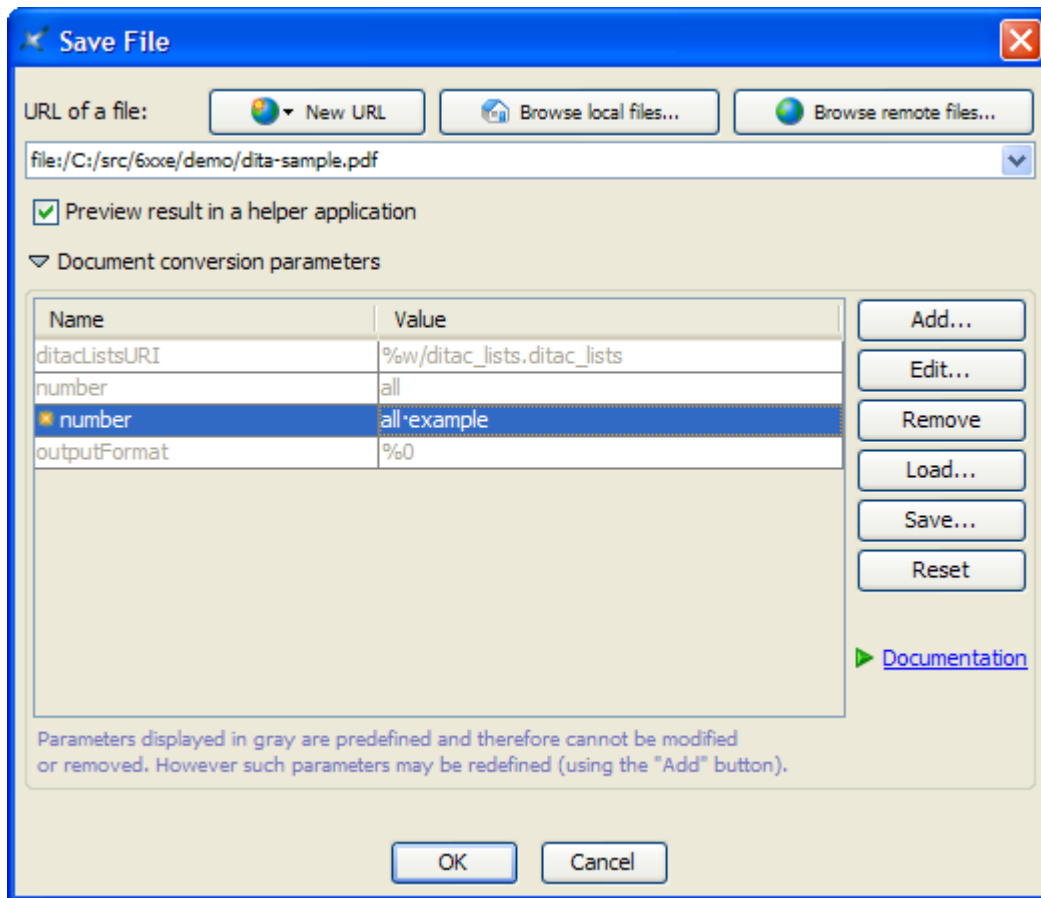 Save File
URL of a file: New URL Browse local files... Browse remote files...
file:/C:/src/6xxe/demo/dita-sample.pdf
Preview result in a helper application
Document conversion parameters
Name Value Add...
ditacListsURI %w/ditac_lists.ditac_lists
Edit...
number all
number all·example Remove
outputFormat %0
Load...
Save...
Reset
Documentation
Parameters displayed in gray are predefined and therefore cannot be modified
or removed. However such parameters may be redefined (using the "Add" button).
OK Cancel